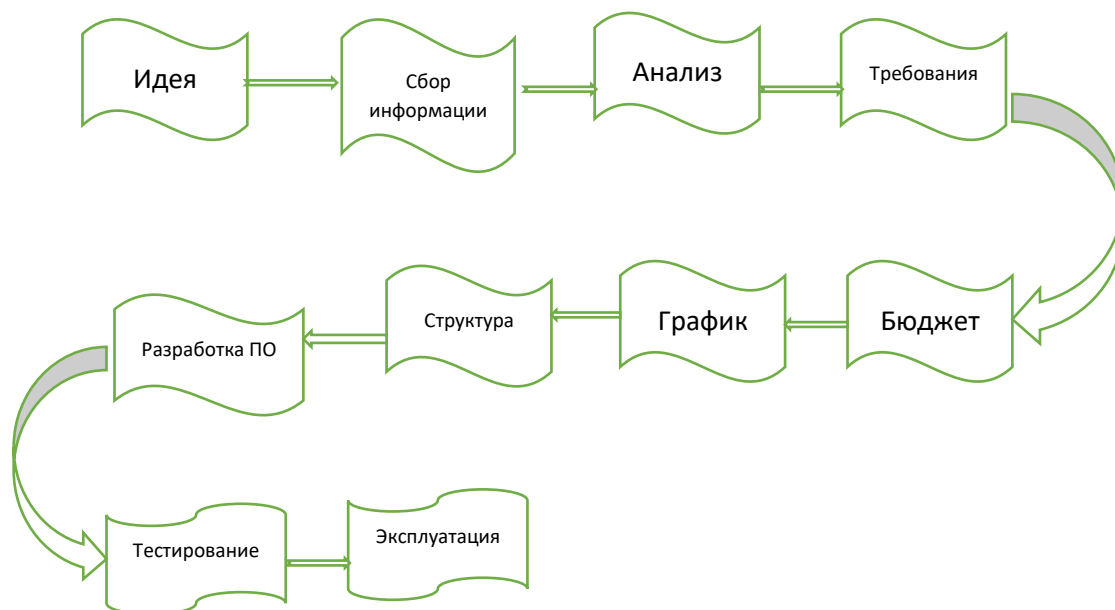 Идея
Сбор
информации
Анализ
Требования
Бюджет
График
Структура
Разработка ПО
Тестирование
Эксплуатация